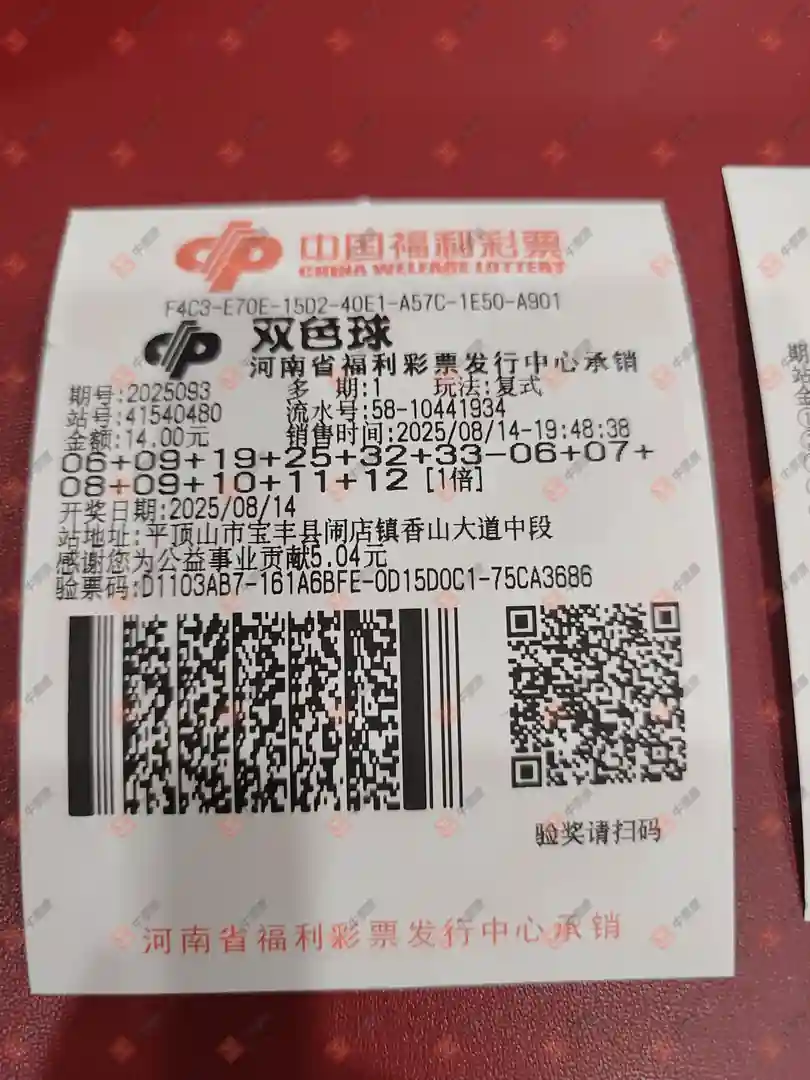 中国福利彩票
CHINA WELFARE LOTTERY
F4C3-E70E-15D2-40E1-A57C-1E50-A901
双色球
河南省福利彩票发行中心承销
期号:2025093 多 期:1 玩法:复式
站号:41540480 流水号:58-10441934
金额:14.00元 销售时间:2025/08/14-19:48:38
06+09+19+25+32+33-06+07+
08+09+10+11+12 [1倍]
开奖日期:2025/08/14
站地址:平顶山市宝丰县闹店镇香山大道中段
感谢您为公益事业贡献5.04元
验票码:D1103AB7-161A6BFE-0D15D0C1-75CA3686
验奖请扫码
河南省福利彩票发行中心承销
期
站
金